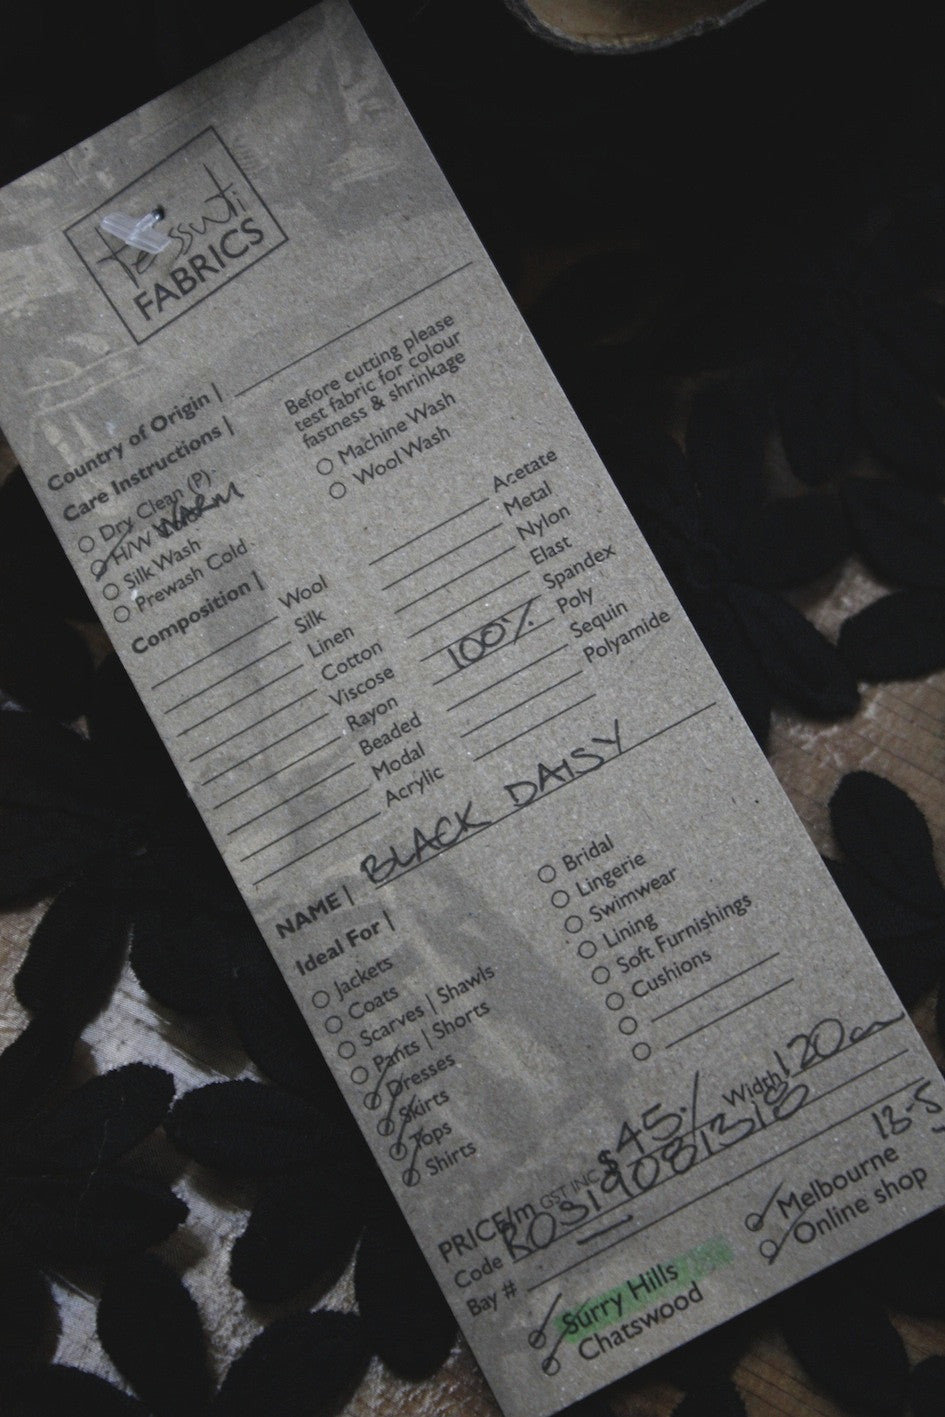 tessuti
FABRICS
Country of Origin |
Care Instructions |
Before cutting please
test fabric for colour
fastness & shrinkage
Dry Clean (P)
H/W WARM
Silk Wash
Prewash Cold
Machine Wash
Wool Wash
Composition |
Wool
Silk
Linen
Cotton
Viscose
Rayon
Beaded
Modal
Acrylic
Acetate
Metal
Nylon
Elast
Spandex
100% Poly
Sequin
Polyamide
NAME | BLACK DAISY
Ideal For |
Jackets
Coats
Scarves | Shawls
Pants | Shorts
Dresses
Skirts
Tops
Shirts
Bridal
Lingerie
Swimwear
Lining
Soft Furnishings
Cushions
PRICE/m GST INC $45/ Width 120cm
Code ROS19081318
Bay # 13-5
Surry Hills
Chatswood
Melbourne
Online shop